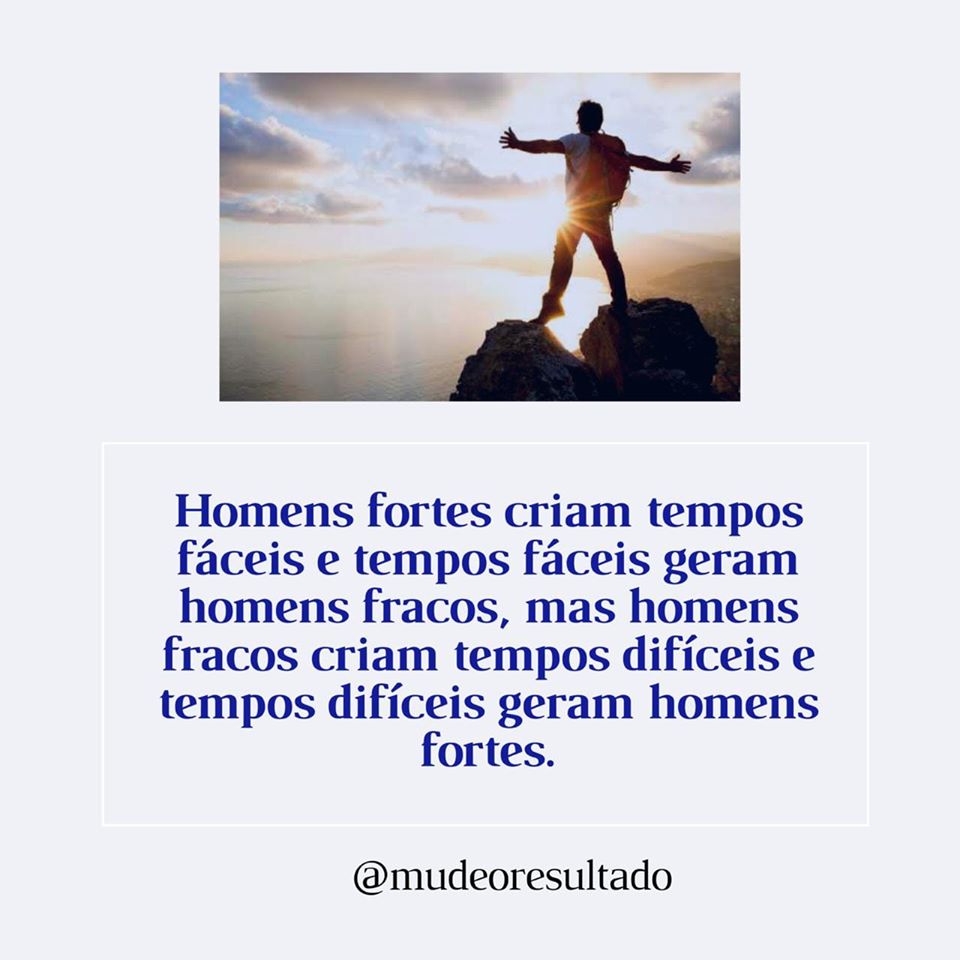 Homens fortes criam tempos
fáceis e tempos fáceis geram
homens fracos, mas homens
fracos criam tempos difíceis e
tempos difíceis geram homens
fortes.
@mudeoresultado